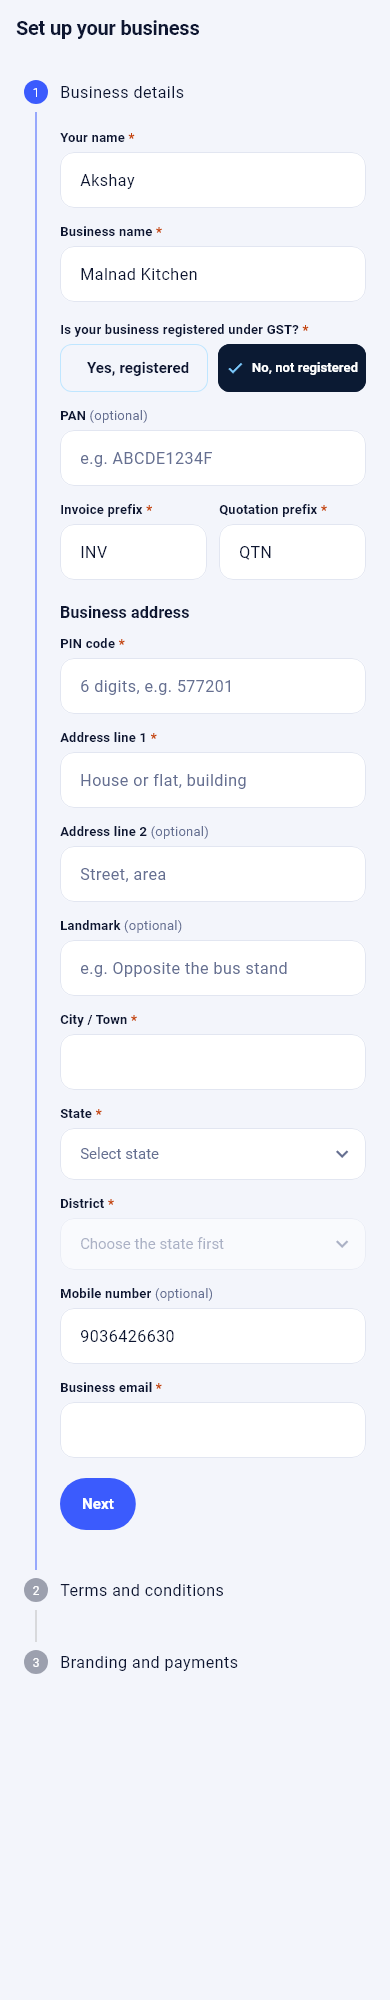 Set up your business
1 Business details
Your name *
Akshay
Business name *
Malnad Kitchen
Is your business registered under GST? *
Yes, registered No, not registered
PAN (optional)
e.g. ABCDE1234F
Invoice prefix * Quotation prefix *
INV QTN
Business address
PIN code *
6 digits, e.g. 577201
Address line 1 *
House or flat, building
Address line 2 (optional)
Street, area
Landmark (optional)
e.g. Opposite the bus stand
City / Town *
State *
Select state
District *
Choose the state first
Mobile number (optional)
9036426630
Business email *
Next
2 Terms and conditions
3 Branding and payments